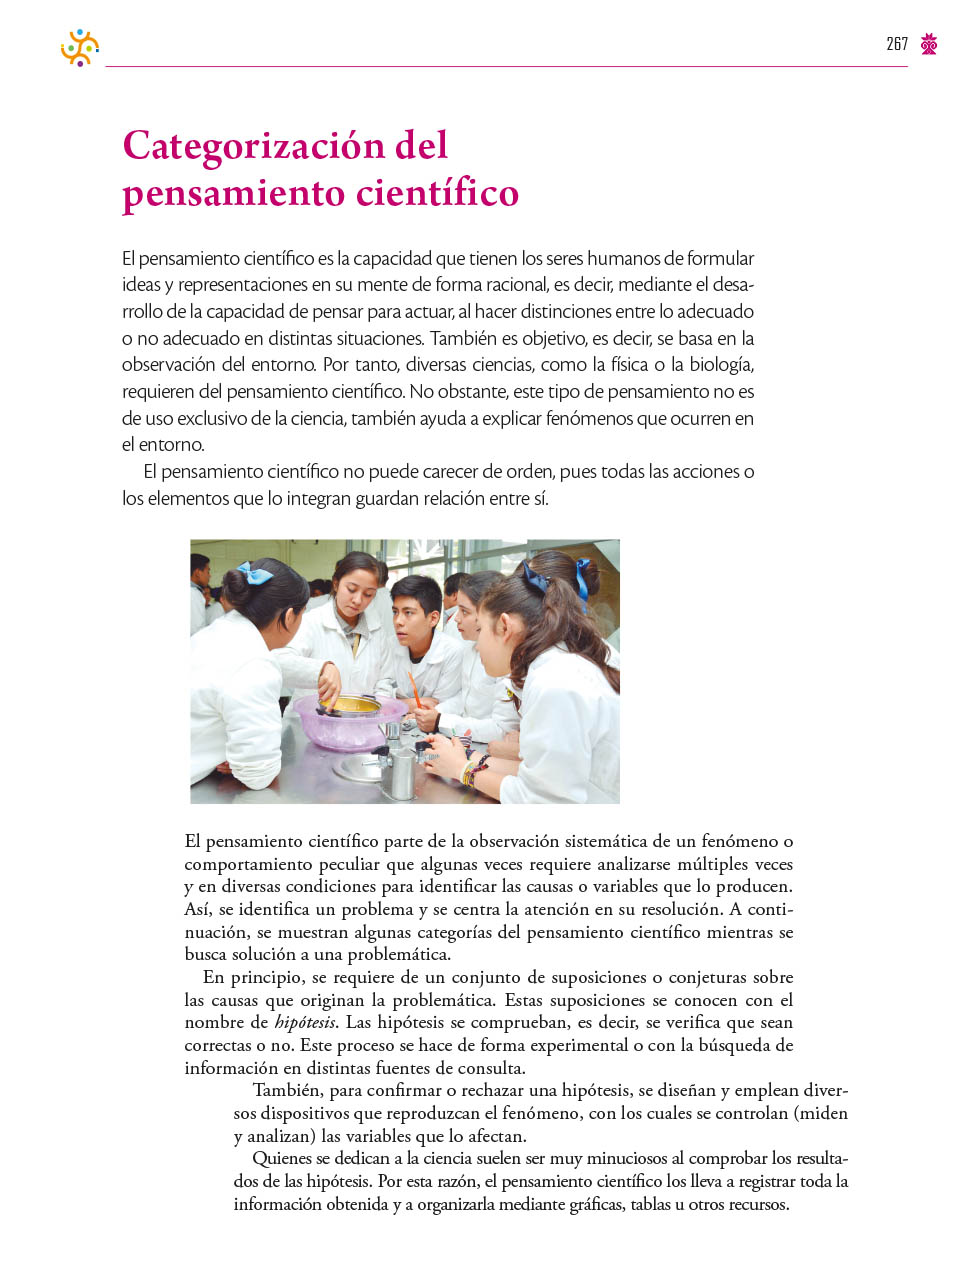 267
Categorización del
pensamiento científico
El pensamiento científico es la capacidad que tienen los seres humanos de formular
ideas y representaciones en su mente de forma racional, es decir, mediante el desa-
rrollo de la capacidad de pensar para actuar, al hacer distinciones entre lo adecuado
o no adecuado en distintas situaciones. También es objetivo, es decir, se basa en la
observación del entorno. Por tanto, diversas ciencias, como la física o la biología,
requieren del pensamiento científico. No obstante, este tipo de pensamiento no es
de uso exclusivo de la ciencia, también ayuda a explicar fenómenos que ocurren en
el entorno.
El pensamiento científico no puede carecer de orden, pues todas las acciones o
los elementos que lo integran guardan relación entre sí.
El pensamiento científico parte de la observación sistemática de un fenómeno o
comportamiento peculiar que algunas veces requiere analizarse múltiples veces
y en diversas condiciones para identificar las causas o variables que lo producen.
Así, se identifica un problema y se centra la atención en su resolución. A conti-
nuación, se muestran algunas categorías del pensamiento científico mientras se
busca solución a una problemática.
En principio, se requiere de un conjunto de suposiciones o conjeturas sobre
las causas que originan la problemática. Estas suposiciones se conocen con el
nombre de hipótesis. Las hipótesis se comprueban, es decir, se verifica que sean
correctas o no. Este proceso se hace de forma experimental o con la búsqueda de
información en distintas fuentes de consulta.
También, para confirmar o rechazar una hipótesis, se diseñan y emplean diver-
sos dispositivos que reproduzcan el fenómeno, con los cuales se controlan (miden
y analizan) las variables que lo afectan.
Quienes se dedican a la ciencia suelen ser muy minuciosos al comprobar los resulta-
dos de las hipótesis. Por esta razón, el pensamiento científico los lleva a registrar toda la
información obtenida y a organizarla mediante gráficas, tablas u otros recursos.